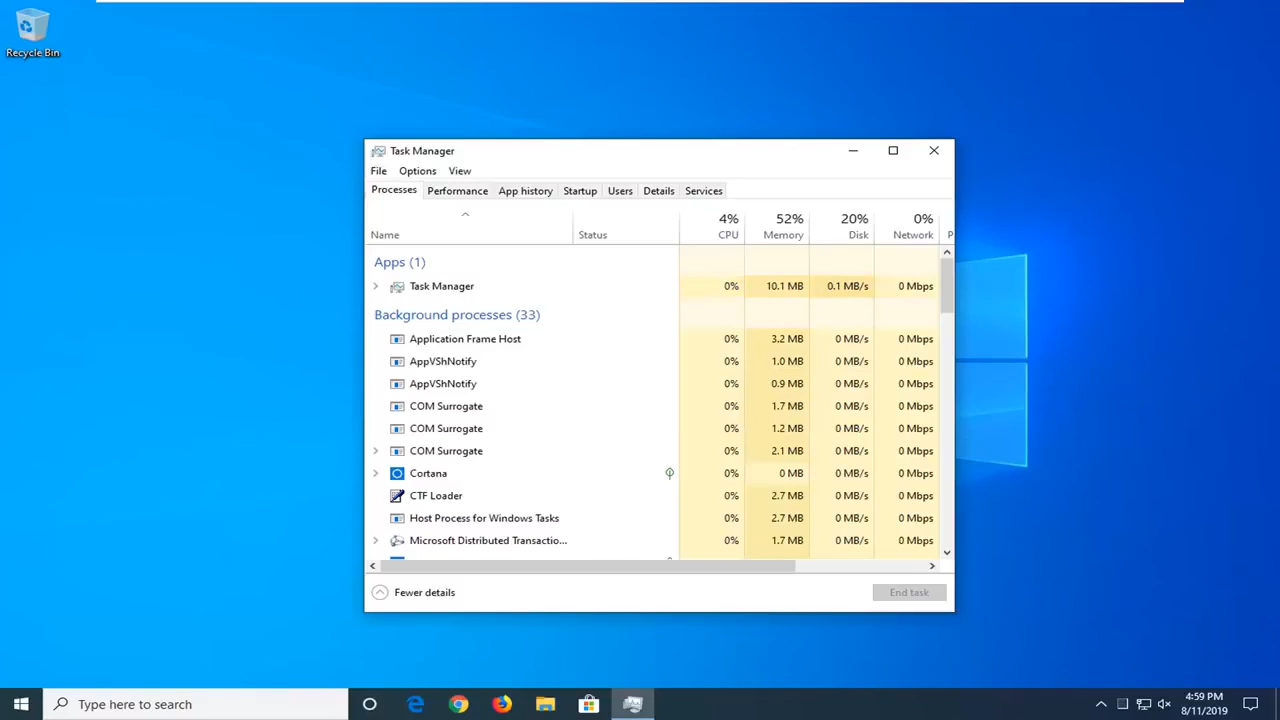 Recycle Bin
Task Manager
File Options View
Processes Performance App history Startup Users Details Services
4% 52% 20% 0%
Name Status CPU Memory Disk Network P
Apps (1)
Task Manager 0% 10.1 MB 0.1 MB/s 0 Mbps
Background processes (33)
Application Frame Host 0% 3.2 MB 0 MB/s 0 Mbps
AppVShNotify 0% 1.0 MB 0 MB/s 0 Mbps
AppVShNotify 0% 0.9 MB 0 MB/s 0 Mbps
COM Surrogate 0% 1.7 MB 0 MB/s 0 Mbps
COM Surrogate 0% 1.2 MB 0 MB/s 0 Mbps
COM Surrogate 0% 2.1 MB 0 MB/s 0 Mbps
Cortana 0% 0 MB 0 MB/s 0 Mbps
CTF Loader 0% 2.7 MB 0 MB/s 0 Mbps
Host Process for Windows Tasks 0% 2.7 MB 0 MB/s 0 Mbps
Microsoft Distributed Transactio... 0% 1.7 MB 0 MB/s 0 Mbps
Fewer details End task
Type here to search
4:59 PM
8/11/2019